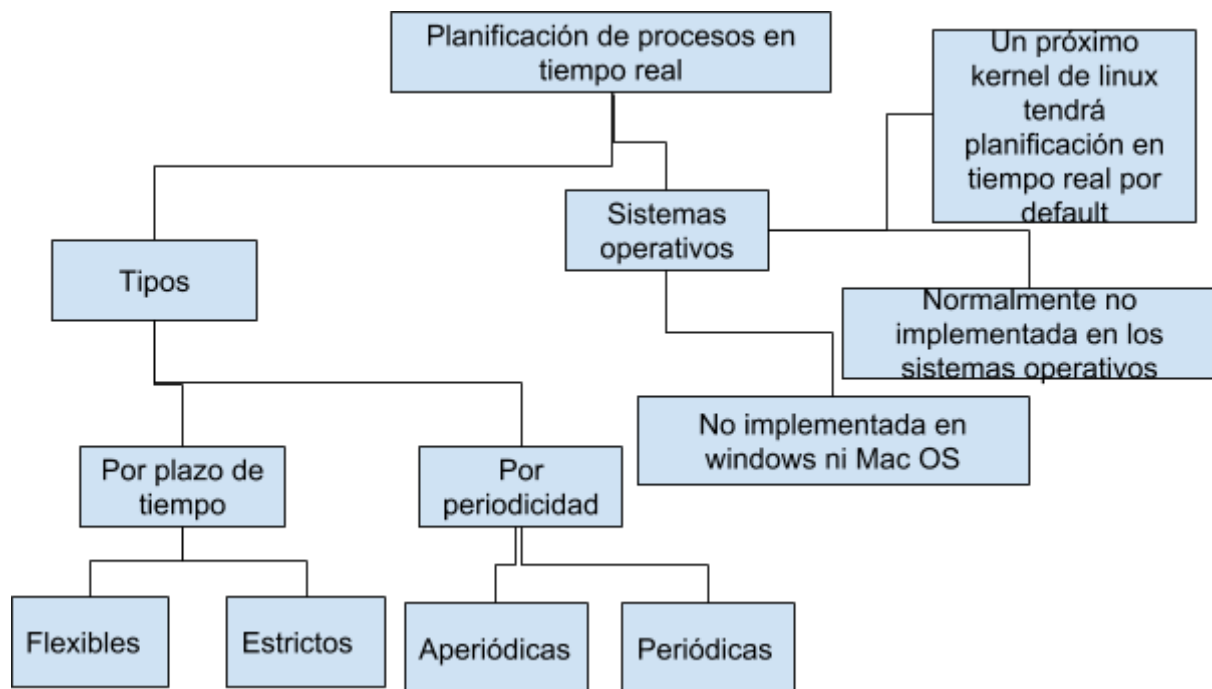 Planificación de procesos en
tiempo real
Un próximo
kernel de linux
tendrá
planificación en
tiempo real por
default
Sistemas
operativos
Tipos
Normalmente no
implementada en los
sistemas operativos
No implementada en
windows ni Mac OS
Por plazo de
tiempo
Por
periodicidad
Flexibles
Estrictos
Aperiódicas
Periódicas